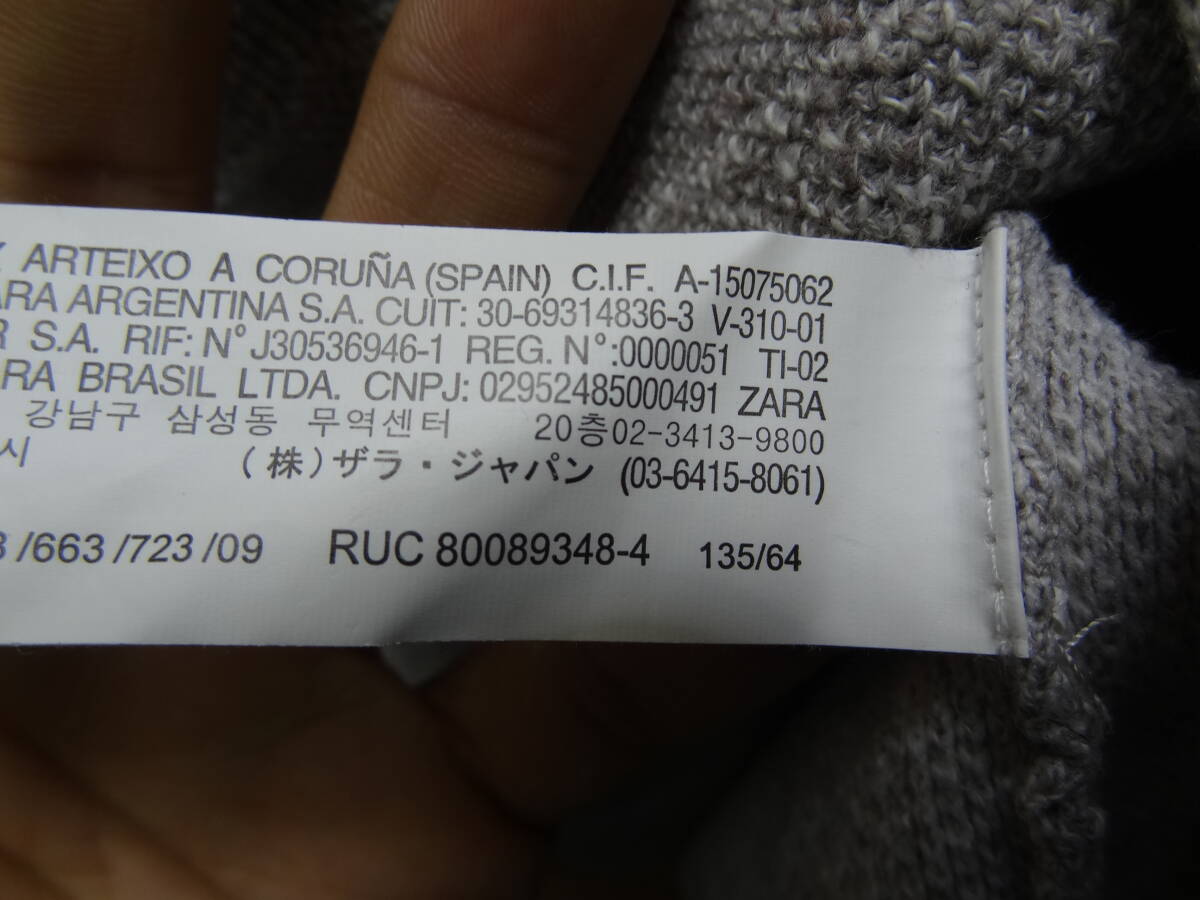 ARTEIXO A CORUÑA (SPAIN) C.I.F. A-15075062
ARA ARGENTINA S.A. CUIT: 30-69314836-3 V-310-01
R S.A. RIF: N° J30536946-1 REG. N°:0000051 TI-02
ARA BRASIL LTDA. CNPJ: 02952485000491 ZARA
강남구 삼성동 무역센터 20층02-3413-9800
시 (株)ザラ・ジャパン (03-6415-8061)
/663 /723 /09 RUC 80089348-4 135/64